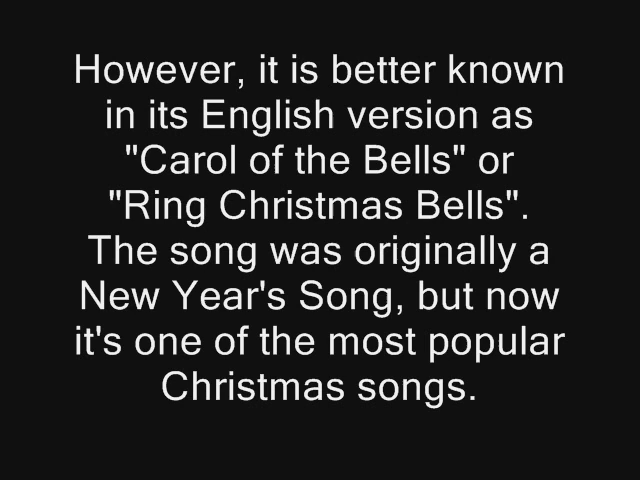 However, it is better known
in its English version as
"Carol of the Bells" or
"Ring Christmas Bells".
The song was originally a
New Year's Song, but now
it's one of the most popular
Christmas songs.